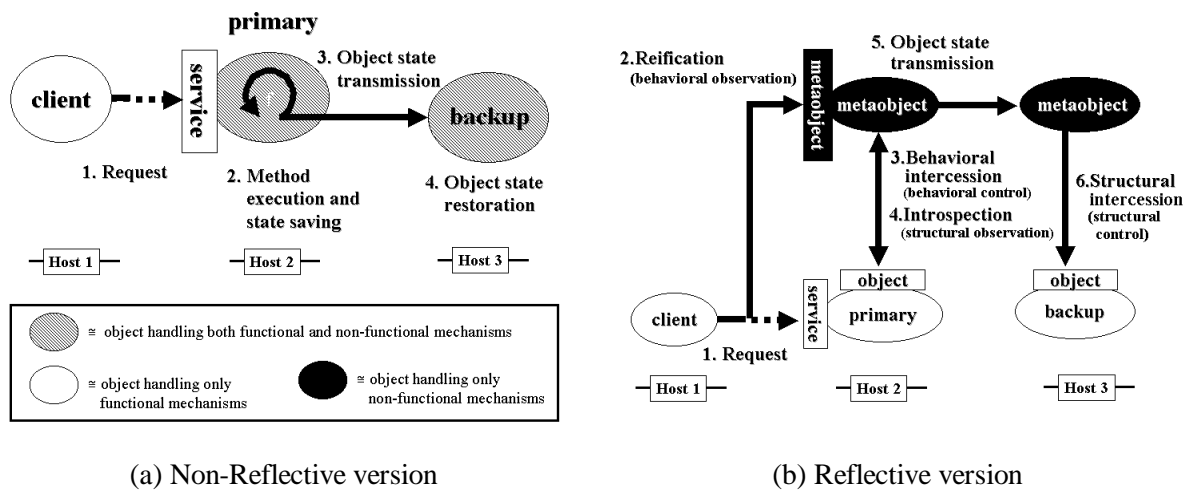 primary
client
service
3. Object state
transmission
backup
1. Request
2. Method
execution and
state saving
4. Object state
restoration
Host 1
Host 2
Host 3
≅ object handling both functional and non-functional mechanisms
≅ object handling only
functional mechanisms
≅ object handling only
non-functional mechanisms
(a) Non-Reflective version
2.Reification
(behavioral observation)
metaobject
metaobject
5. Object state
transmission
metaobject
3.Behavioral
intercession
(behavioral control)
4.Introspection
(structural observation)
6.Structural
intercession
(structural
control)
client
1. Request
service
object
primary
object
backup
Host 1
Host 2
Host 3
(b) Reflective version